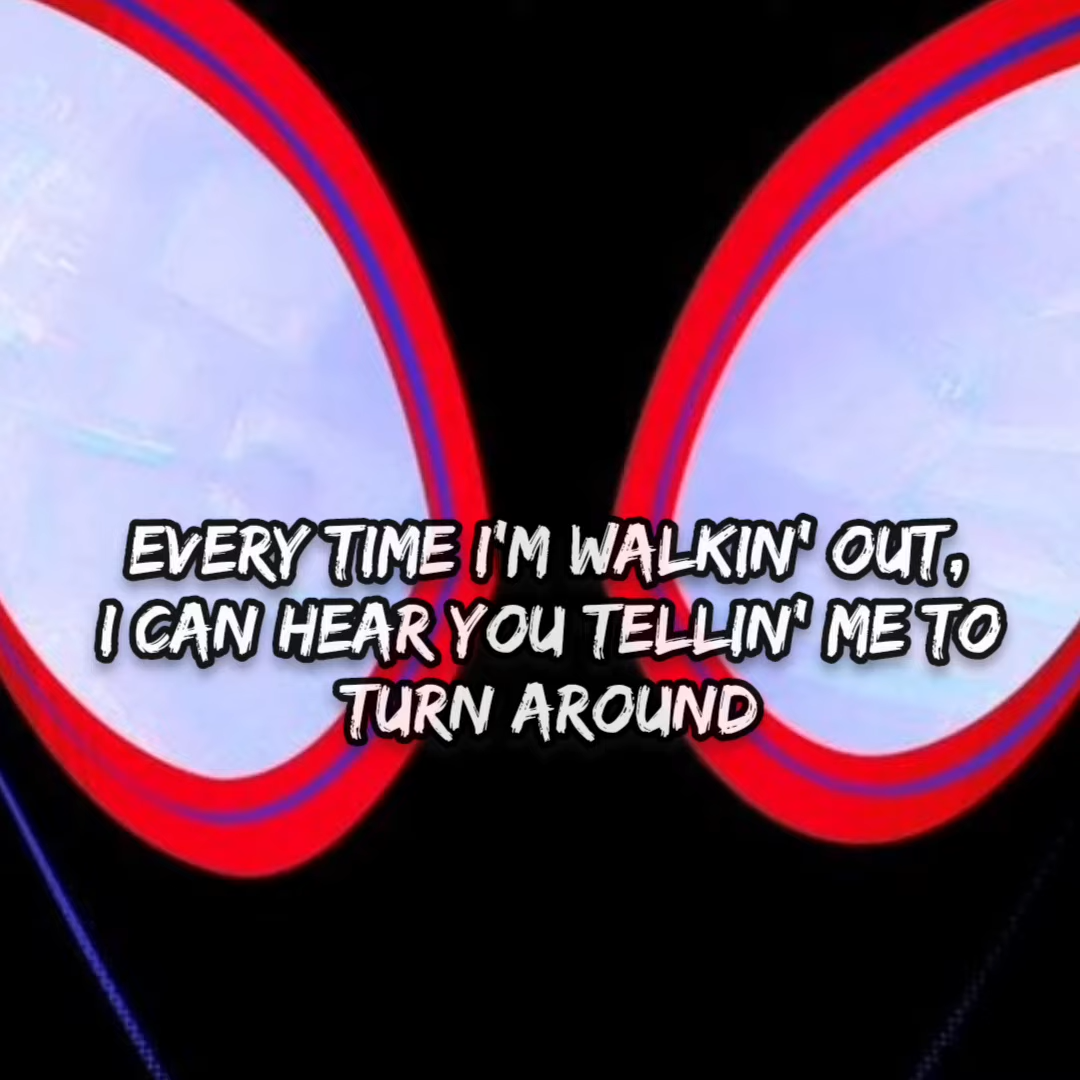 EVERY TIME I'M WALKIN' OUT,
I CAN HEAR YOU TELLIN' ME TO
TURN AROUND